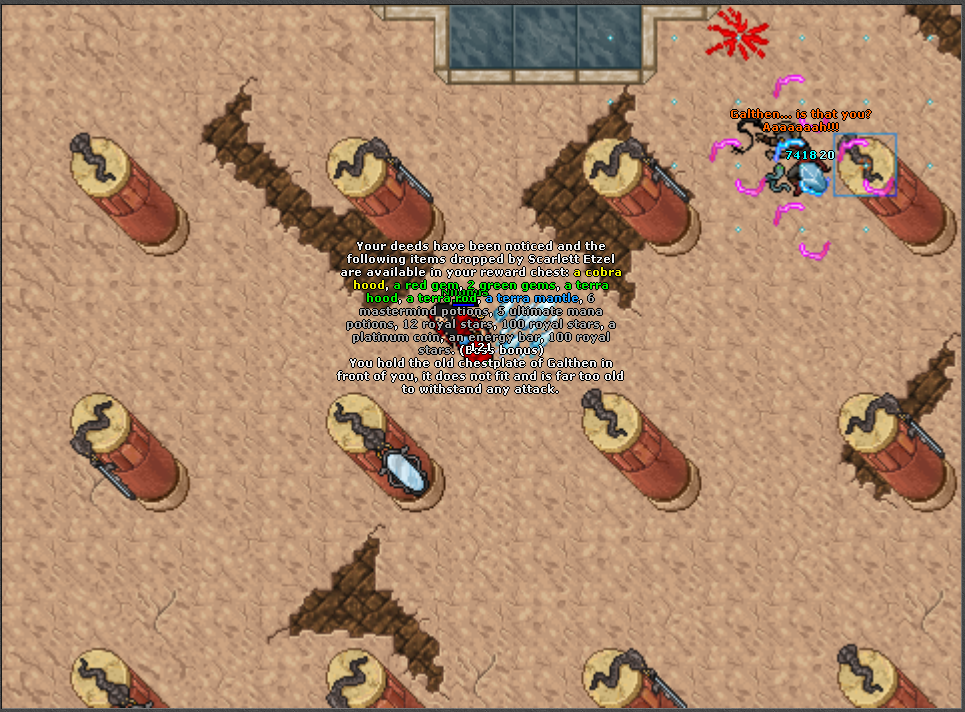 Galthen... is that you?
Aaaaaaah!!!
741820
Your deeds have been noticed and the
following items dropped by Scarlett Etzel
are available in your reward chest: a cobra
hood, a red gem, 2 green gems, a terra
hood, a terra rod, a terra mantle, 6
mastermind potions, 5 ultimate mana
potions, 12 royal stars, 100 royal stars, a
platinum coin, an energy bar, 100 royal
stars. (Boss bonus)
121
You hold the old chestplate of Galthen in
front of you, it does not fit and is far too old
to withstand any attack.